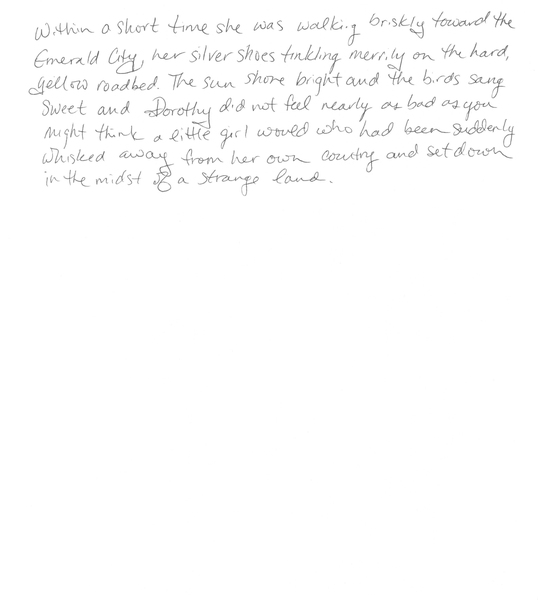 Within a short time she was walking briskly toward the
Emerald City, her silver shoes tinkling merrily on the hard,
yellow roadbed. The sun shone bright and the birds sang
sweet and Dorothy did not feel nearly as bad as you
might think a little girl would who had been suddenly
whisked away from her own country and set down
in the midst of a strange land.